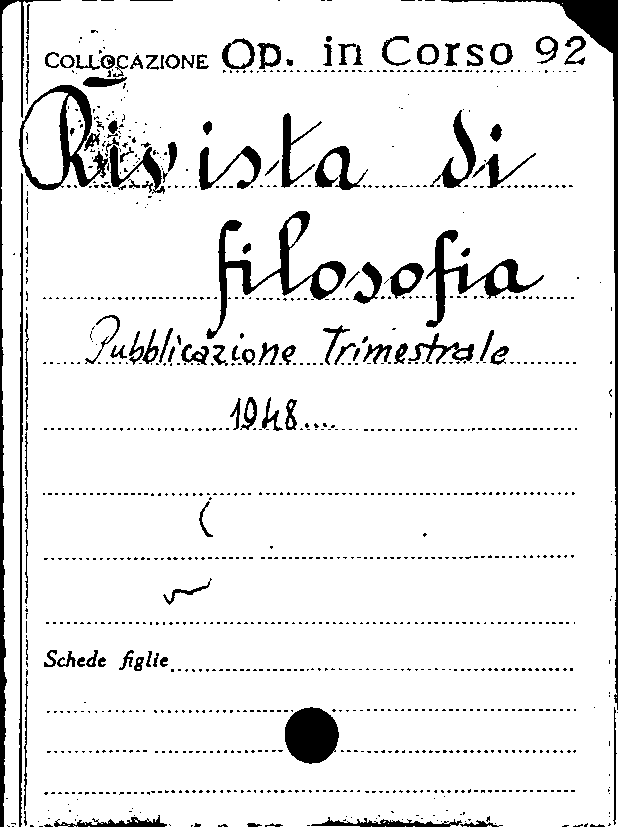 COLLOCAZIONE Op. in Corso 92
Rivista di
filosofia
Pubblicazione Trimestrale
1948....
Schede figlie